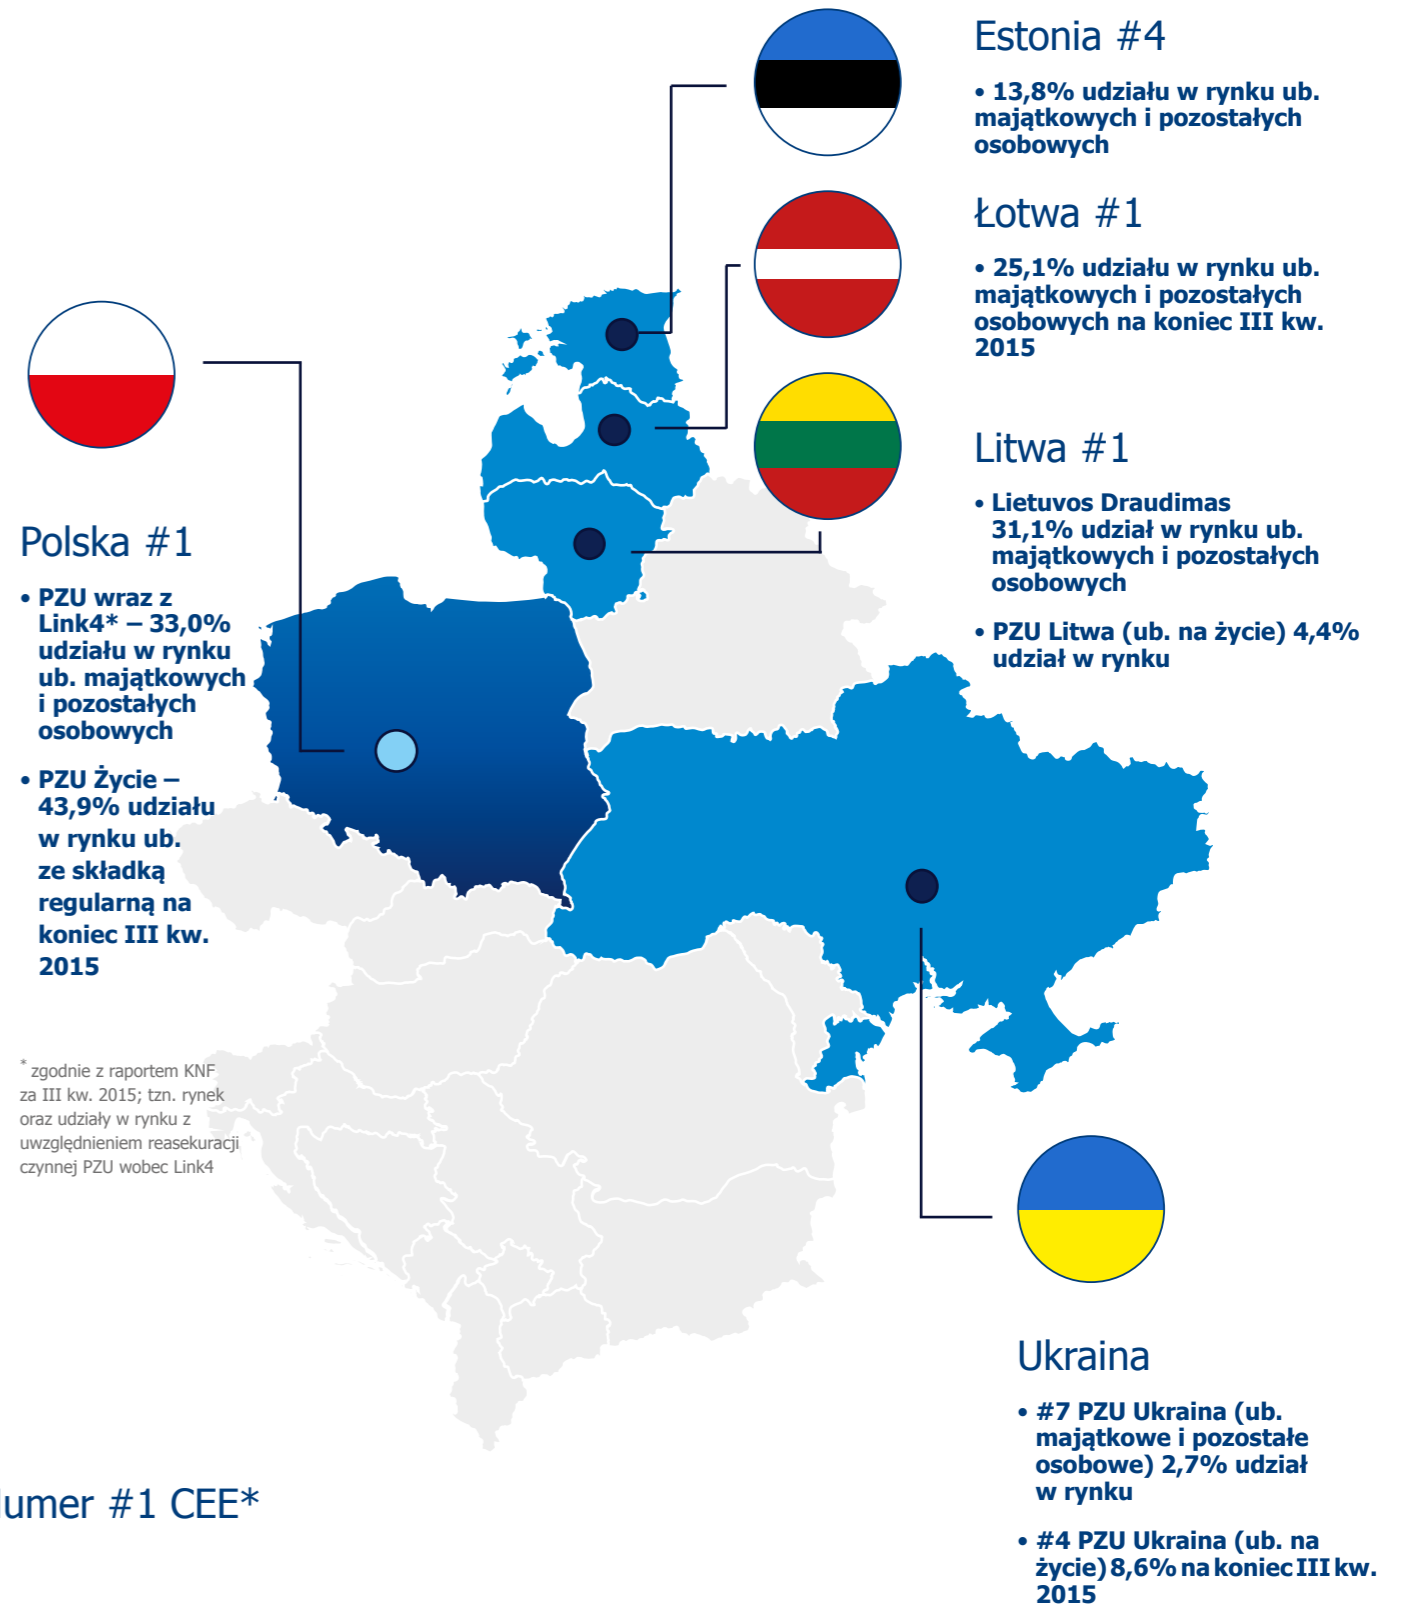 Estonia #4
• 13,8% udziału w rynku ub.
majątkowych i pozostałych
osobowych
Łotwa #1
• 25,1% udziału w rynku ub.
majątkowych i pozostałych
osobowych na koniec III kw.
2015
Litwa #1
• Lietuvos Draudimas
31,1% udział w rynku ub.
majątkowych i pozostałych
osobowych
• PZU Litwa (ub. na życie) 4,4%
udział w rynku
Polska #1
• PZU wraz z
Link4* – 33,0%
udziału w rynku
ub. majątkowych
i pozostałych
osobowych
• PZU Życie –
43,9% udziału
w rynku ub.
ze składką
regularną na
koniec III kw.
2015
* zgodnie z raportem KNF
za III kw. 2015; tzn. rynek
oraz udziały w rynku z
uwzględnieniem reasekuracji
czynnej PZU wobec Link4
Ukraina
• #7 PZU Ukraina (ub.
majątkowe i pozostałe
osobowe) 2,7% udział
w rynku
• #4 PZU Ukraina (ub. na
życie) 8,6% na koniec III kw.
2015
umer #1 CEE*